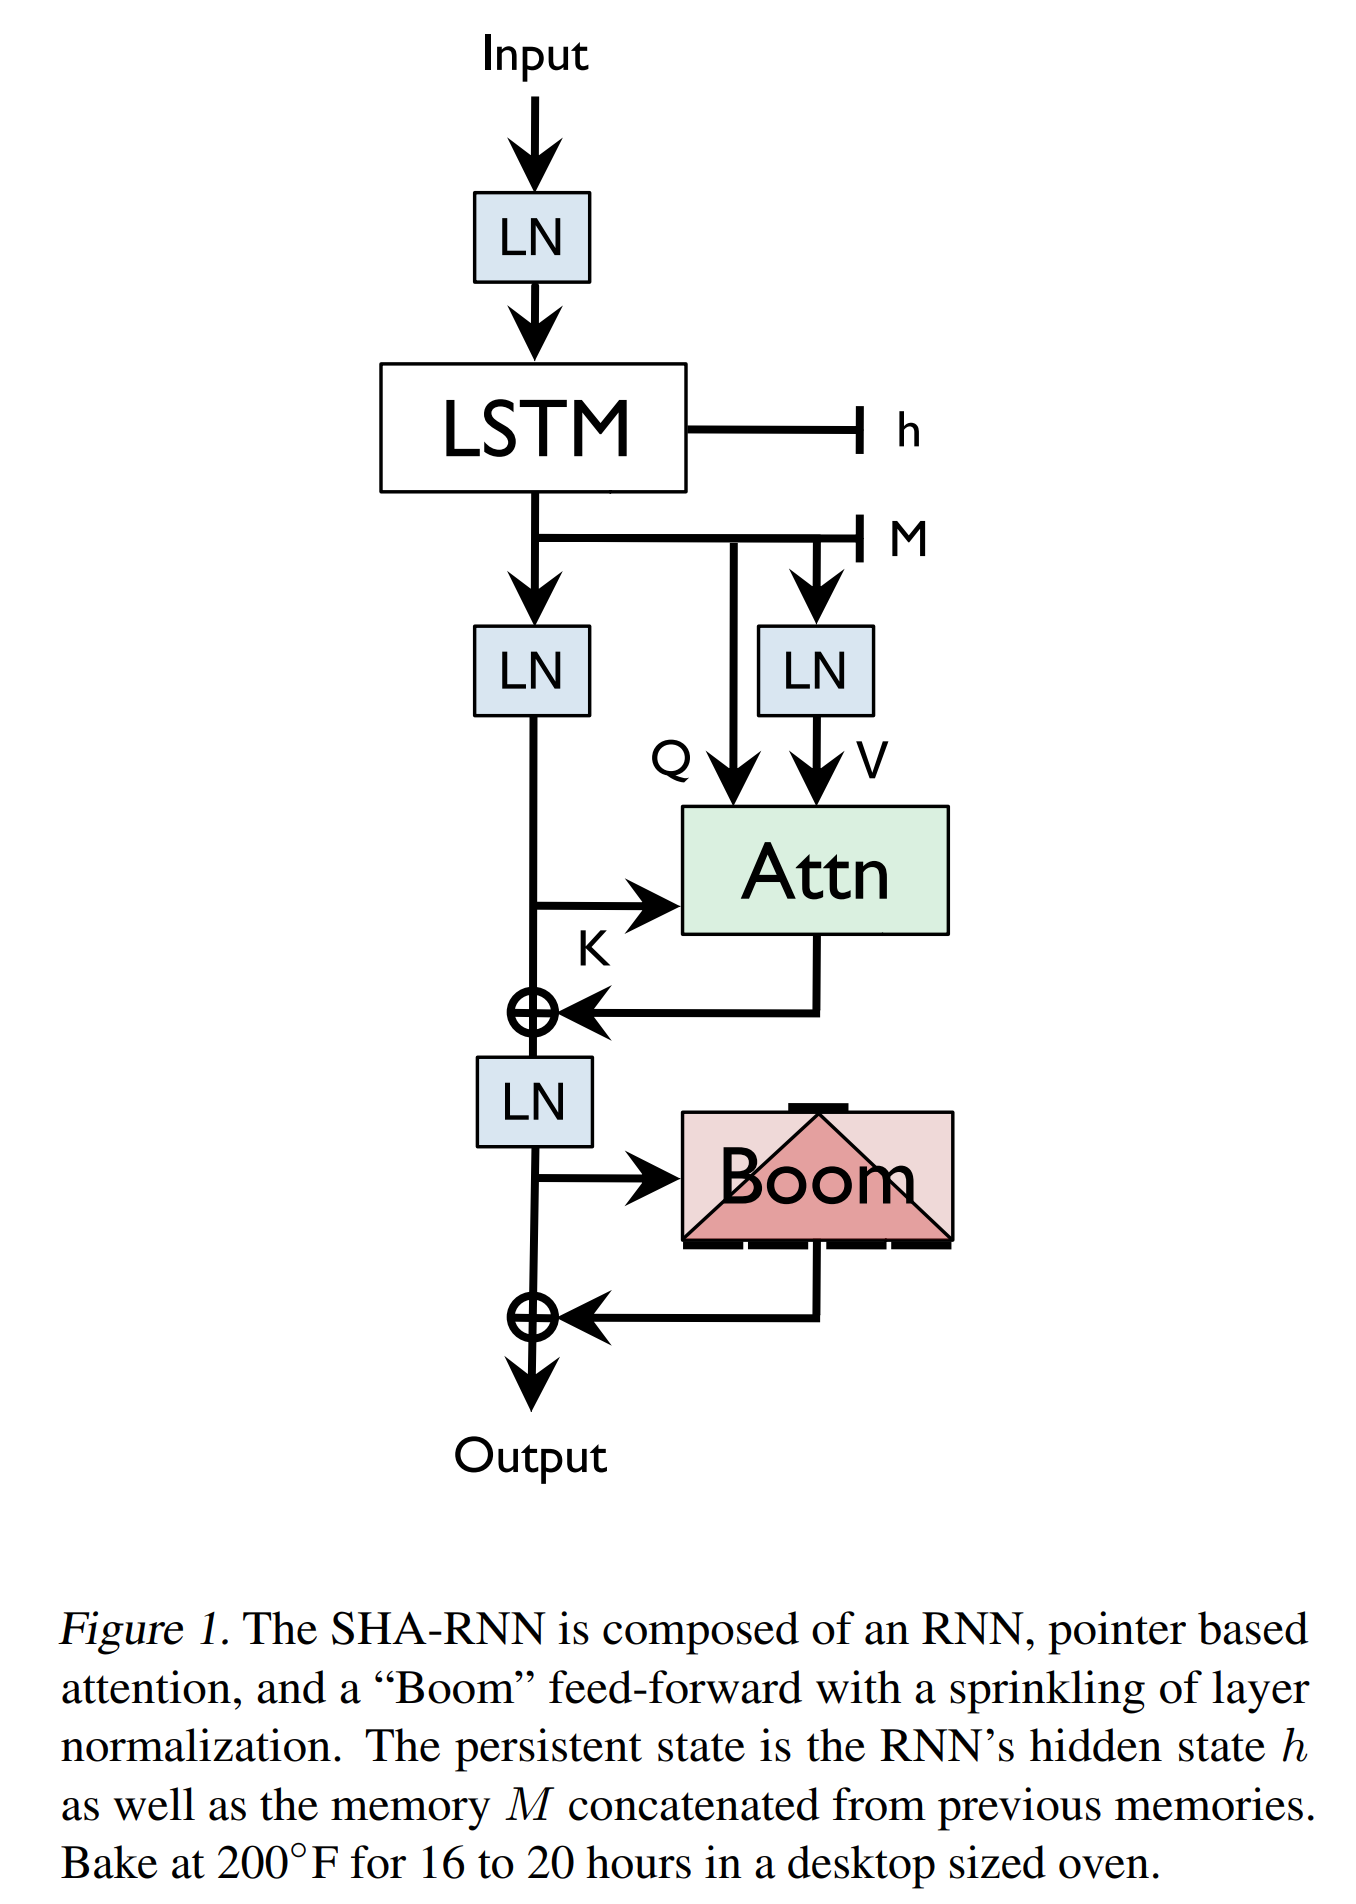 Input
LN
LSTM
h
M
LN
LN
Q
V
Attn
K
LN
Boom
Output
Figure 1. The SHA-RNN is composed of an RNN, pointer based
attention, and a “Boom” feed-forward with a sprinkling of layer
normalization. The persistent state is the RNN’s hidden state h
as well as the memory M concatenated from previous memories.
Bake at 200°F for 16 to 20 hours in a desktop sized oven.